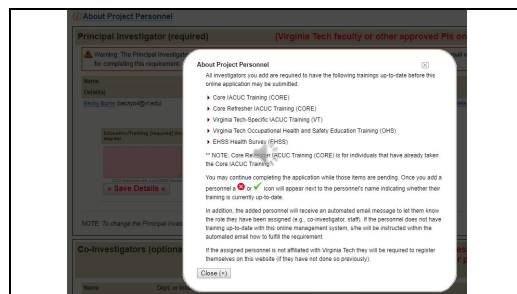 About Project Personnel
Principal Investigator (required) (Virginia Tech faculty or other approved PIs on
Warning: The Principal Investigat
for completing this requirement.
Name
Detail(s)
Education/Training (required)
degree)
» Save Details «
NOTE: To change the Principal Inves
Co-Investigators (optiona
Name Dept. or
About Project Personnel
All investigators you add are required to have the following trainings up-to-date before this
online application may be submitted.
Core IACUC Training (CORE)
Core Refresher IACUC Training (CORE)
Virginia Tech-Specific IACUC Training (VT)
Virginia Tech Occupational Health and Safety Education Training (OHS)
EHSS Health Survey (EHSS)
** NOTE: Core Refresher IACUC Training (CORE) is for individuals that have already taken
the Core IACUC Training.
You may continue completing the application while those items are pending. Once you add a
personnel a or icon will appear next to the personnel's name indicating whether their
training is currently up-to-date.
In addition, the added personnel will receive an automated email message to let them know
the role they have been assigned (e.g., co-investigator, staff). If the personnel does not have
training up-to-date with this online management system, s/he will be instructed within the
automated email how to fulfill the requirement.
If the assigned personnel is not affiliated with Virginia Tech they will be required to register
themselves on this website (if they have not done so previously).
Close (×)